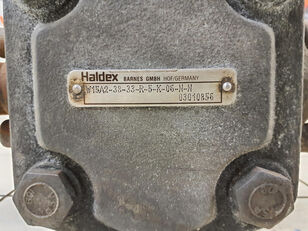 Haldex BARNES GMBH HOF/GERMANY
W15A2-38-33-R-5-K-06-N-N
03010856